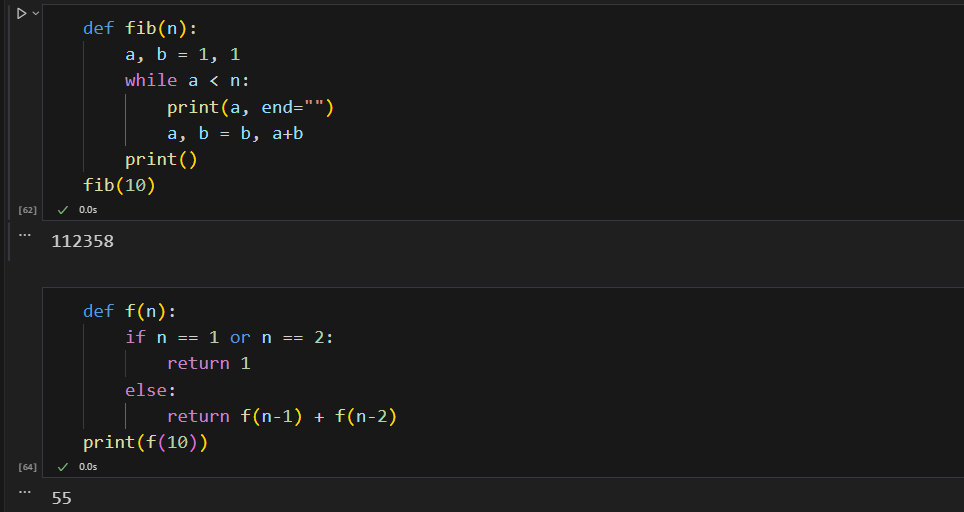 def fib(n):
    a, b = 1, 1
    while a < n:
        print(a, end="")
        a, b = b, a+b
    print()
fib(10)
[62] ✓ 0.0s
... 112358
def f(n):
    if n == 1 or n == 2:
        return 1
    else:
        return f(n-1) + f(n-2)
print(f(10))
[64] ✓ 0.0s
... 55